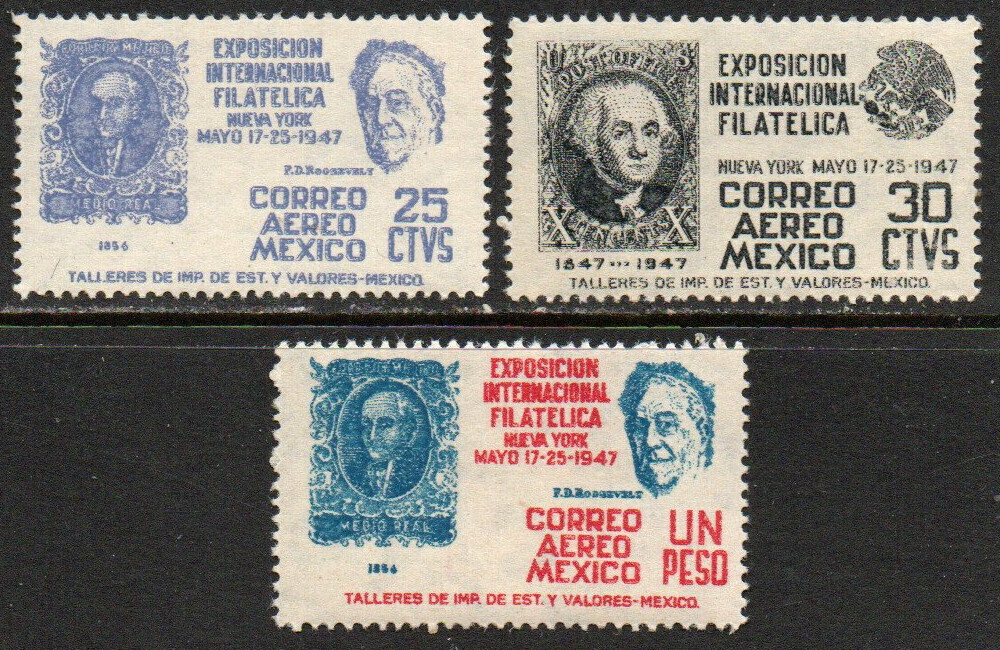 CORREOS MEXICO
MEDIO REAL
1856
EXPOSICION
INTERNACIONAL
FILATELICA
NUEVA YORK
MAYO 17-25-1947
F.D.ROOSEVELT
CORREO
AEREO
MEXICO
25
CTVS
TALLERES DE IMP. DE EST. Y VALORES-MEXICO.
U S
POST OFFICE
X TEN CENTS X
1847 ••• 1947
EXPOSICION
INTERNACIONAL
FILATELICA
NUEVA YORK MAYO 17-25-1947
CORREO
AEREO
MEXICO
30
CTVS
TALLERES DE IMP. DE EST. Y VALORES-MEXICO.
CORREOS MEXICO
MEDIO REAL
1856
EXPOSICION
INTERNACIONAL
FILATELICA
NUEVA YORK
MAYO 17-25-1947
F.D.ROOSEVELT
CORREO
AEREO
MEXICO
UN
PESO
TALLERES DE IMP. DE EST. Y VALORES-MEXICO.